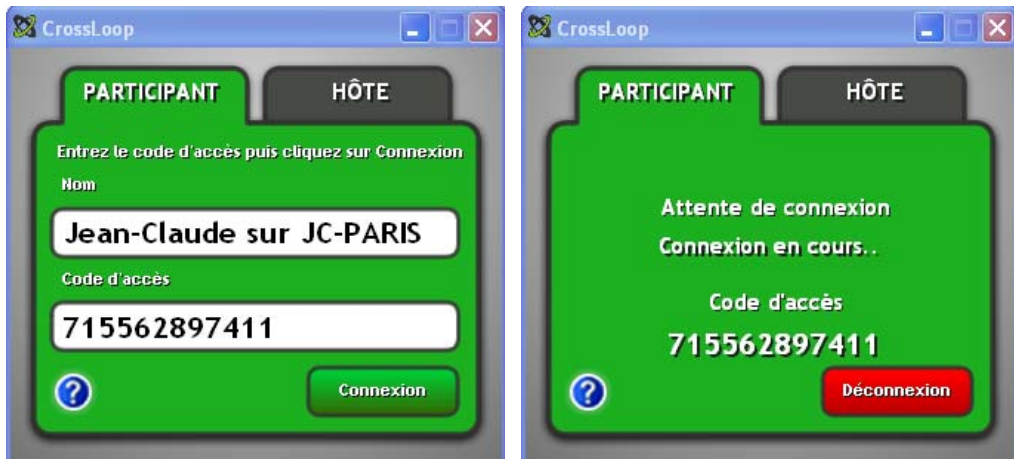 CrossLoop
PARTICIPANT HÔTE
Entrez le code d'accès puis cliquez sur Connexion
Nom
Jean-Claude sur JC-PARIS
Code d'accès
715562897411
? Connexion
CrossLoop
PARTICIPANT HÔTE
Attente de connexion
Connexion en cours..
Code d'accès
715562897411
? Déconnexion